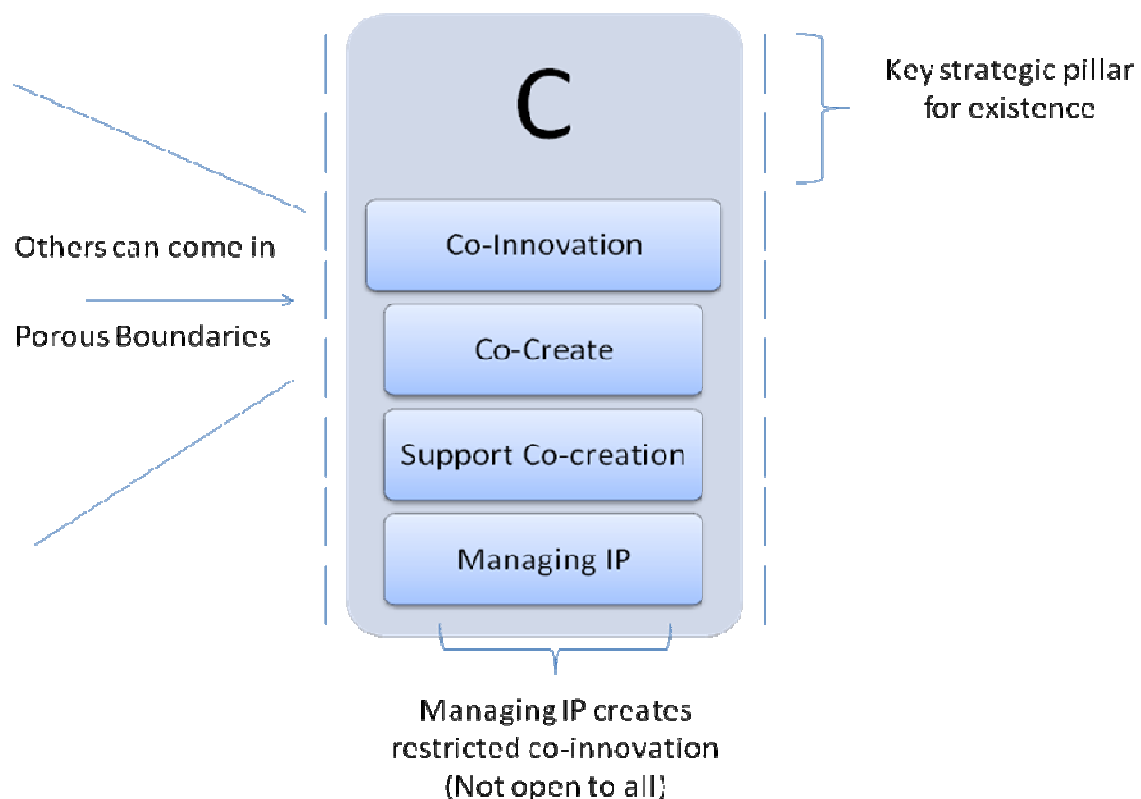 C
Key strategic pillar
for existence
Co-Innovation
Others can come in
Porous Boundaries
Co-Create
Support Co-creation
Managing IP
Managing IP creates
restricted co-innovation
(Not open to all)